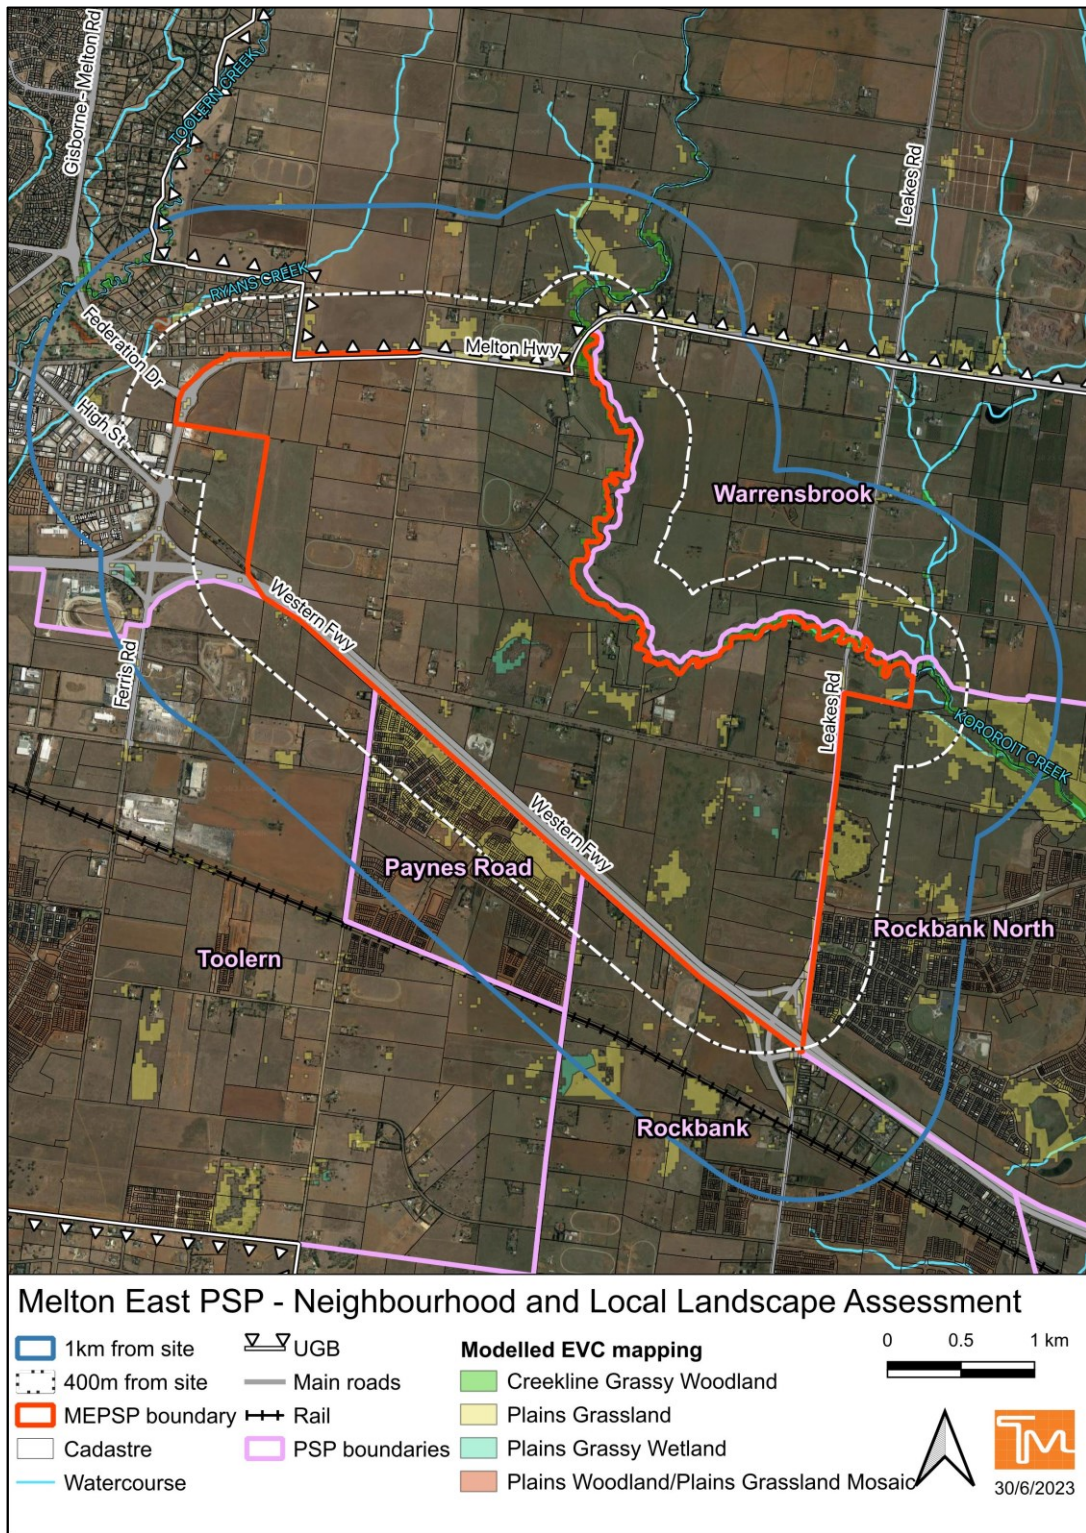 Gisborne - Melton Rd
TOOLERN CREEK
Leakes Rd
RYANS CREEK
Federation Dr
Melton Hwy
High St
Warrensbrook
Western Fwy
Ferris Rd
Leakes Rd
KOROROIT CREEK
Western Fwy
Paynes Road
Rockbank North
Toolern
Rockbank
Melton East PSP - Neighbourhood and Local Landscape Assessment
1km from site
400m from site
MEPSP boundary
Cadastre
Watercourse
UGB
Main roads
Rail
PSP boundaries
Modelled EVC mapping
Creekline Grassy Woodland
Plains Grassland
Plains Grassy Wetland
Plains Woodland/Plains Grassland Mosaic
0 0.5 1 km
TM
30/6/2023